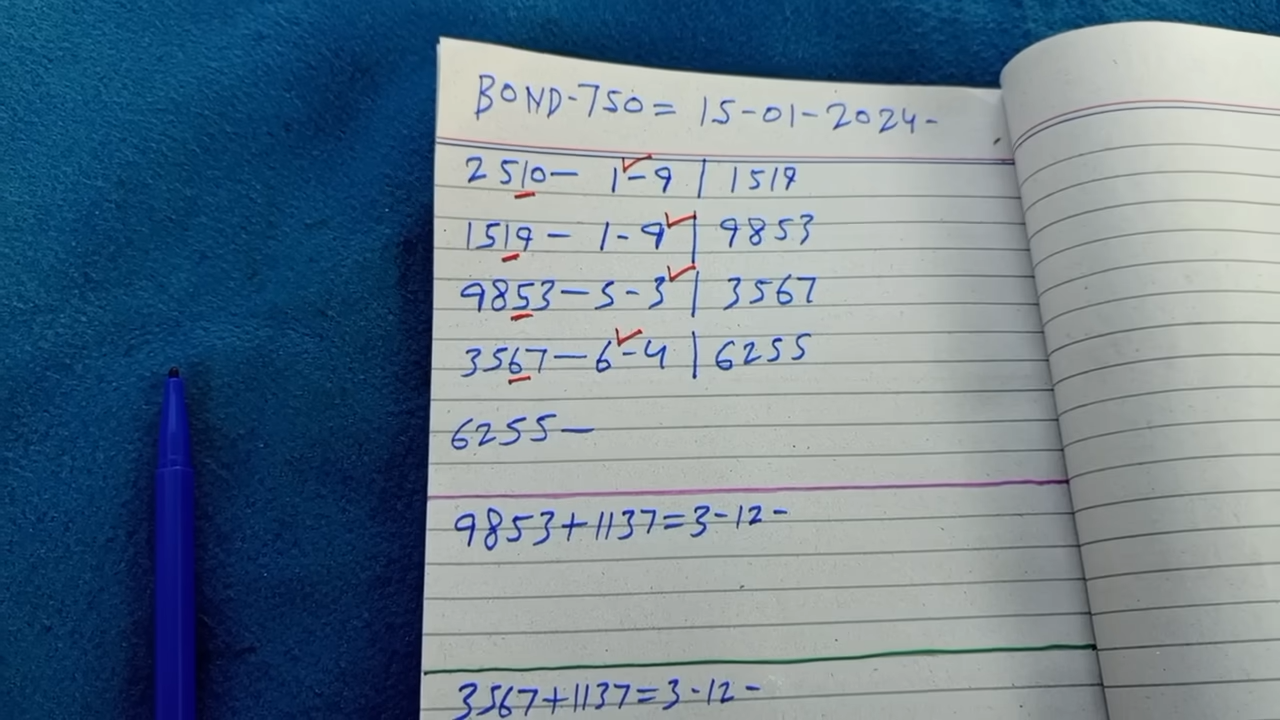 BOND-750= 15-01-2024-
2510- 1-9 | 1519
1519 - 1-9 | 9853
9853-5-3 | 3567
3567-6-4 | 6255
6255-
9853+1137=3-12-
3567+1137=3-12-